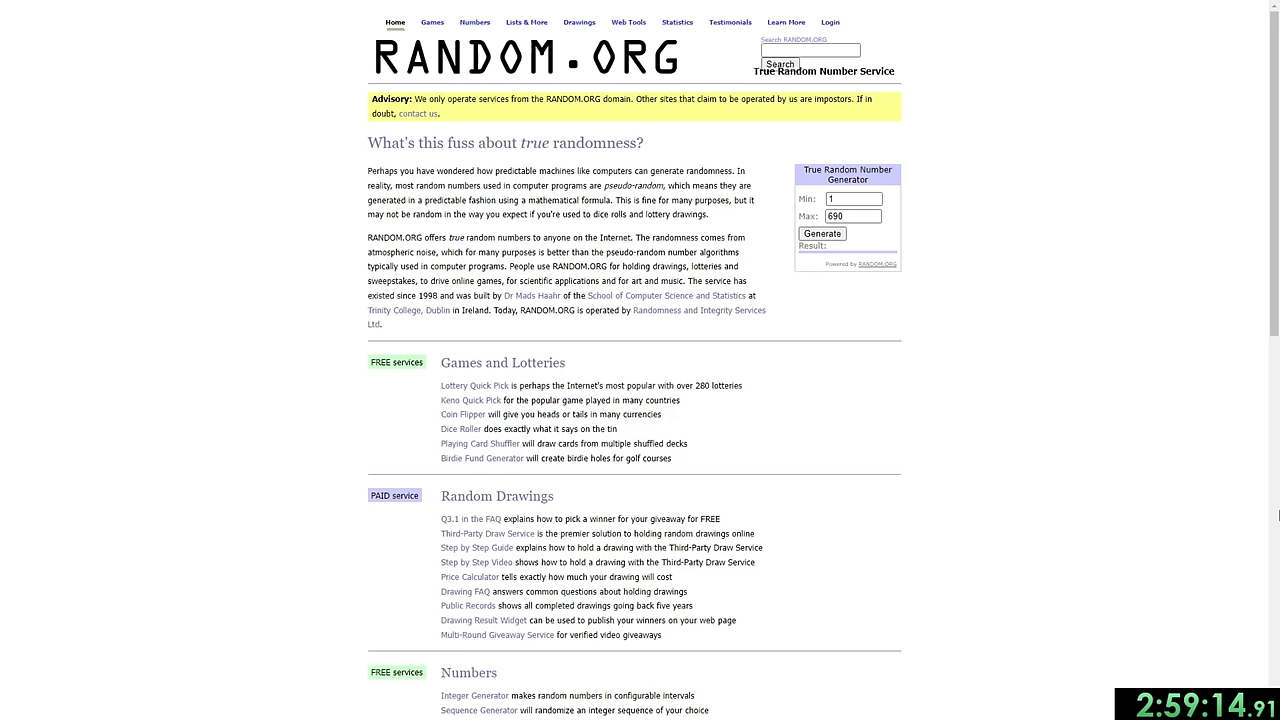 Home Games Numbers Lists & More Drawings Web Tools Statistics Testimonials Learn More Login
RANDOM.ORG
Search RANDOM.ORG
Search
True Random Number Service
Advisory: We only operate services from the RANDOM.ORG domain. Other sites that claim to be operated by us are impostors. If in
doubt, contact us.
What's this fuss about true randomness?
Perhaps you have wondered how predictable machines like computers can generate randomness. In
reality, most random numbers used in computer programs are pseudo-random, which means they are
generated in a predictable fashion using a mathematical formula. This is fine for many purposes, but it
may not be random in the way you expect if you're used to dice rolls and lottery drawings.
RANDOM.ORG offers true random numbers to anyone on the Internet. The randomness comes from
atmospheric noise, which for many purposes is better than the pseudo-random number algorithms
typically used in computer programs. People use RANDOM.ORG for holding drawings, lotteries and
sweepstakes, to drive online games, for scientific applications and for art and music. The service has
existed since 1998 and was built by Dr Mads Haahr of the School of Computer Science and Statistics at
Trinity College, Dublin in Ireland. Today, RANDOM.ORG is operated by Randomness and Integrity Services
Ltd.
True Random Number
Generator
Min: 1
Max: 690
Generate
Result:
Powered by RANDOM.ORG
FREE services
Games and Lotteries
Lottery Quick Pick is perhaps the Internet's most popular with over 280 lotteries
Keno Quick Pick for the popular game played in many countries
Coin Flipper will give you heads or tails in many currencies
Dice Roller does exactly what it says on the tin
Playing Card Shuffler will draw cards from multiple shuffled decks
Birdie Fund Generator will create birdie holes for golf courses
PAID service
Random Drawings
Q3.1 in the FAQ explains how to pick a winner for your giveaway for FREE
Third-Party Draw Service is the premier solution to holding random drawings online
Step by Step Guide explains how to hold a drawing with the Third-Party Draw Service
Step by Step Video shows how to hold a drawing with the Third-Party Draw Service
Price Calculator tells exactly how much your drawing will cost
Drawing FAQ answers common questions about holding drawings
Public Records shows all completed drawings going back five years
Drawing Result Widget can be used to publish your winners on your web page
Multi-Round Giveaway Service for verified video giveaways
FREE services
Numbers
Integer Generator makes random numbers in configurable intervals
Sequence Generator will randomize an integer sequence of your choice
2:59:14.91